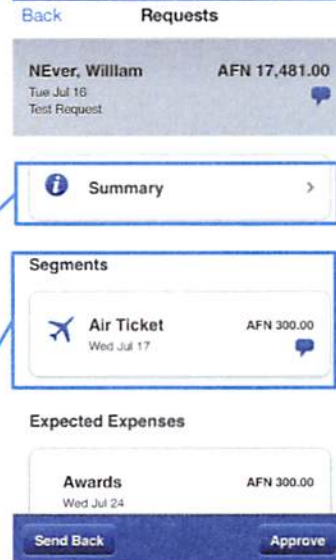 Back Requests
NEver, Willlam AFN 17,481.00
Tue Jul 16
Test Request
Summary
Segments
Air Ticket AFN 300.00
Wed Jul 17
Expected Expenses
Awards AFN 300.00
Wed Jul 24
Send Back Approve